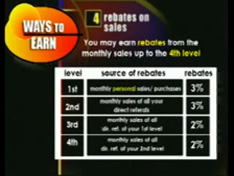 WAYS TO
EARN
4 rebates on
sales
You may earn rebates from the
monthly sales up to the 4th level
level source of rebates rebates
1st monthly personal sales/ purchases 3%
2nd monthly sales of all your
direct referrals 3%
3rd monthly sales of all
dir. ref. of your 1st level 2%
4th monthly sales of all
dir. ref. of your 2nd level 2%